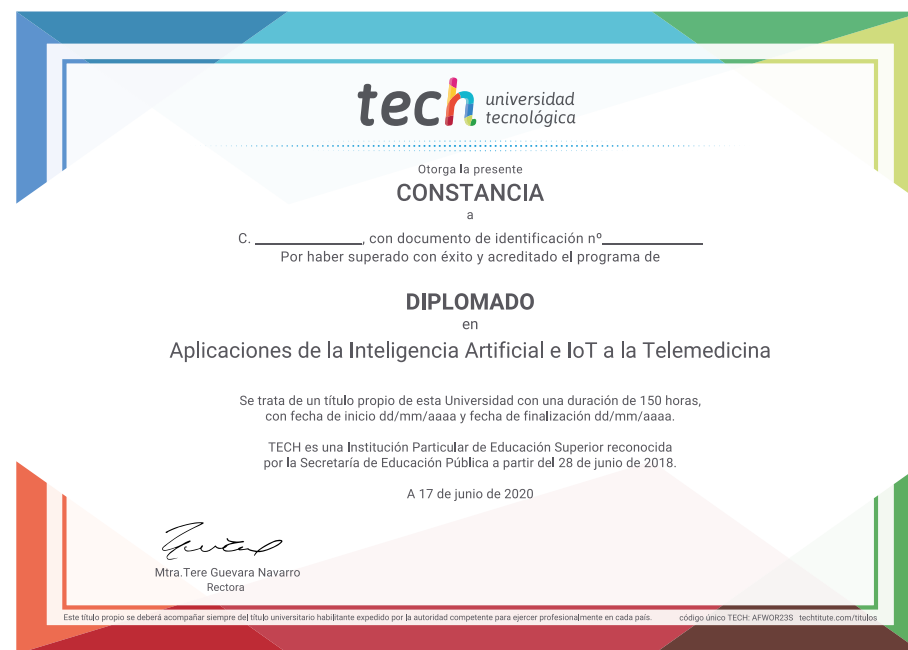 tech universidad
tecnológica
Otorga la presente
CONSTANCIA
a
C. ______________, con documento de identificación nº_____________
Por haber superado con éxito y acreditado el programa de
DIPLOMADO
en
Aplicaciones de la Inteligencia Artificial e IoT a la Telemedicina
Se trata de un título propio de esta Universidad con una duración de 150 horas,
con fecha de inicio dd/mm/aaaa y fecha de finalización dd/mm/aaaa.
TECH es una Institución Particular de Educación Superior reconocida
por la Secretaría de Educación Pública a partir del 28 de junio de 2018.
A 17 de junio de 2020
Mtra.Tere Guevara Navarro
Rectora
Este título propio se deberá acompañar siempre del título universitario habilitante expedido por la autoridad competente para ejercer profesionalmente en cada país. código único TECH: AFWOR23S techtitute.com/titulos